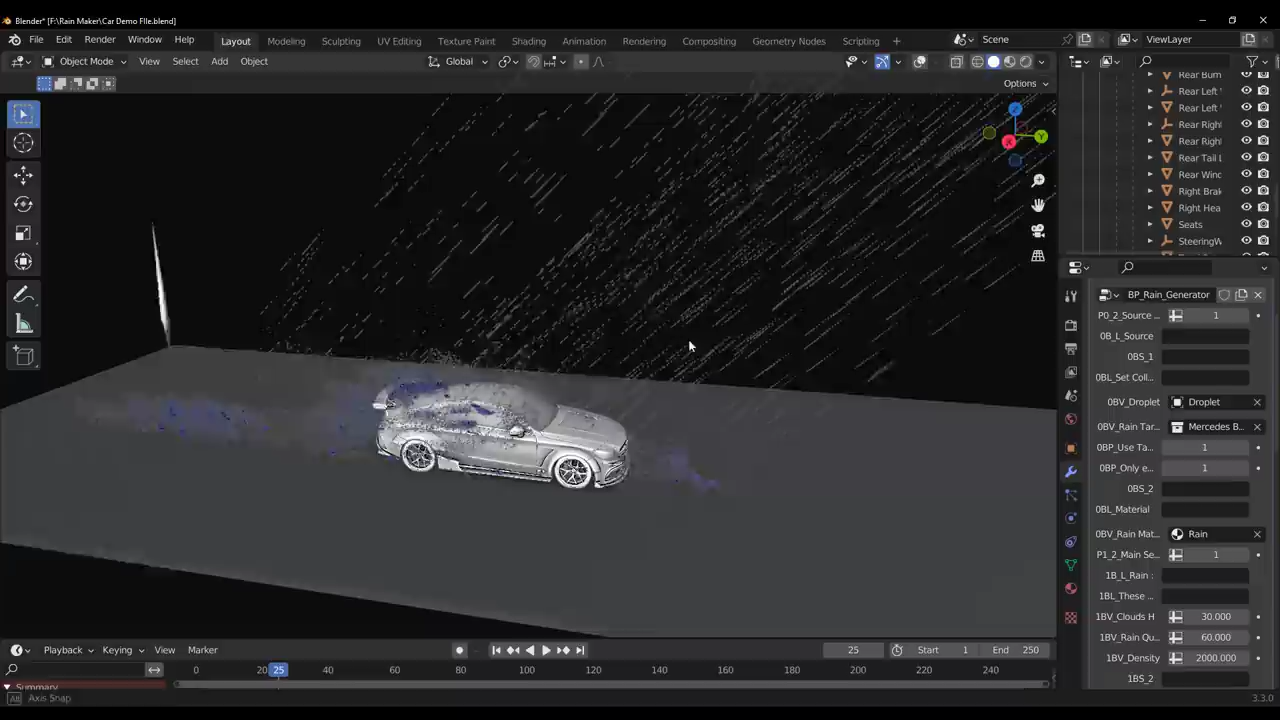 Blender* [F:\Rain Maker\Car Demo FIle.blend]
File Edit Render Window Help Layout Modeling Sculpting UV Editing Texture Paint Shading Animation Rendering Compositing Geometry Nodes Scripting + Scene ViewLayer
Object Mode View Select Add Object Global
Options
Z
Y
X
Rear Bum
Rear Left
Rear Left
Rear Right
Rear Right
Rear Tail L
Rear Winc
Right Brak
Right Hea
Seats
SteeringW
BP_Rain_Generator
P0_2_Source ... 1
0B_L_Source
0BS_1
0BL_Set Coll...
0BV_Droplet Droplet
0BV_Rain Tar... Mercedes B...
0BP_Use Ta... 1
0BP_Only e... 1
0BS_2
0BL_Material
0BV_Rain Mat... Rain
P1_2_Main Se... 1
1B_L_Rain :
1BL_These ...
1BV_Clouds H 30.000
1BV_Rain Qu... 60.000
1BV_Density 2000.000
1BS_2
Playback Keying View Marker 25 Start 1 End 250
0 20 25 40 60 80 100 120 140 160 180 200 220 240
Summary
Alt Axis Snap 3.3.0